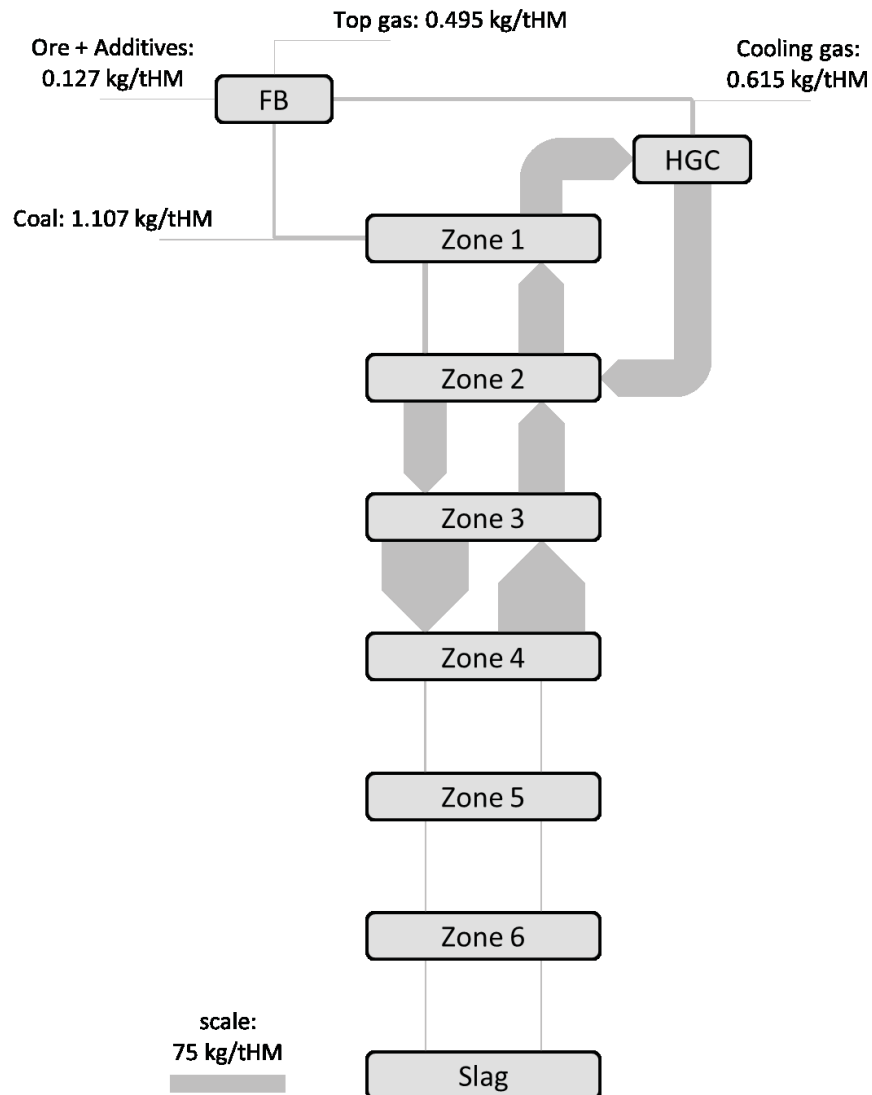 Top gas: 0.495 kg/tHM
Ore + Additives:
0.127 kg/tHM
Cooling gas:
0.615 kg/tHM
FB
HGC
Coal: 1.107 kg/tHM
Zone 1
Zone 2
Zone 3
Zone 4
Zone 5
Zone 6
scale:
75 kg/tHM
Slag